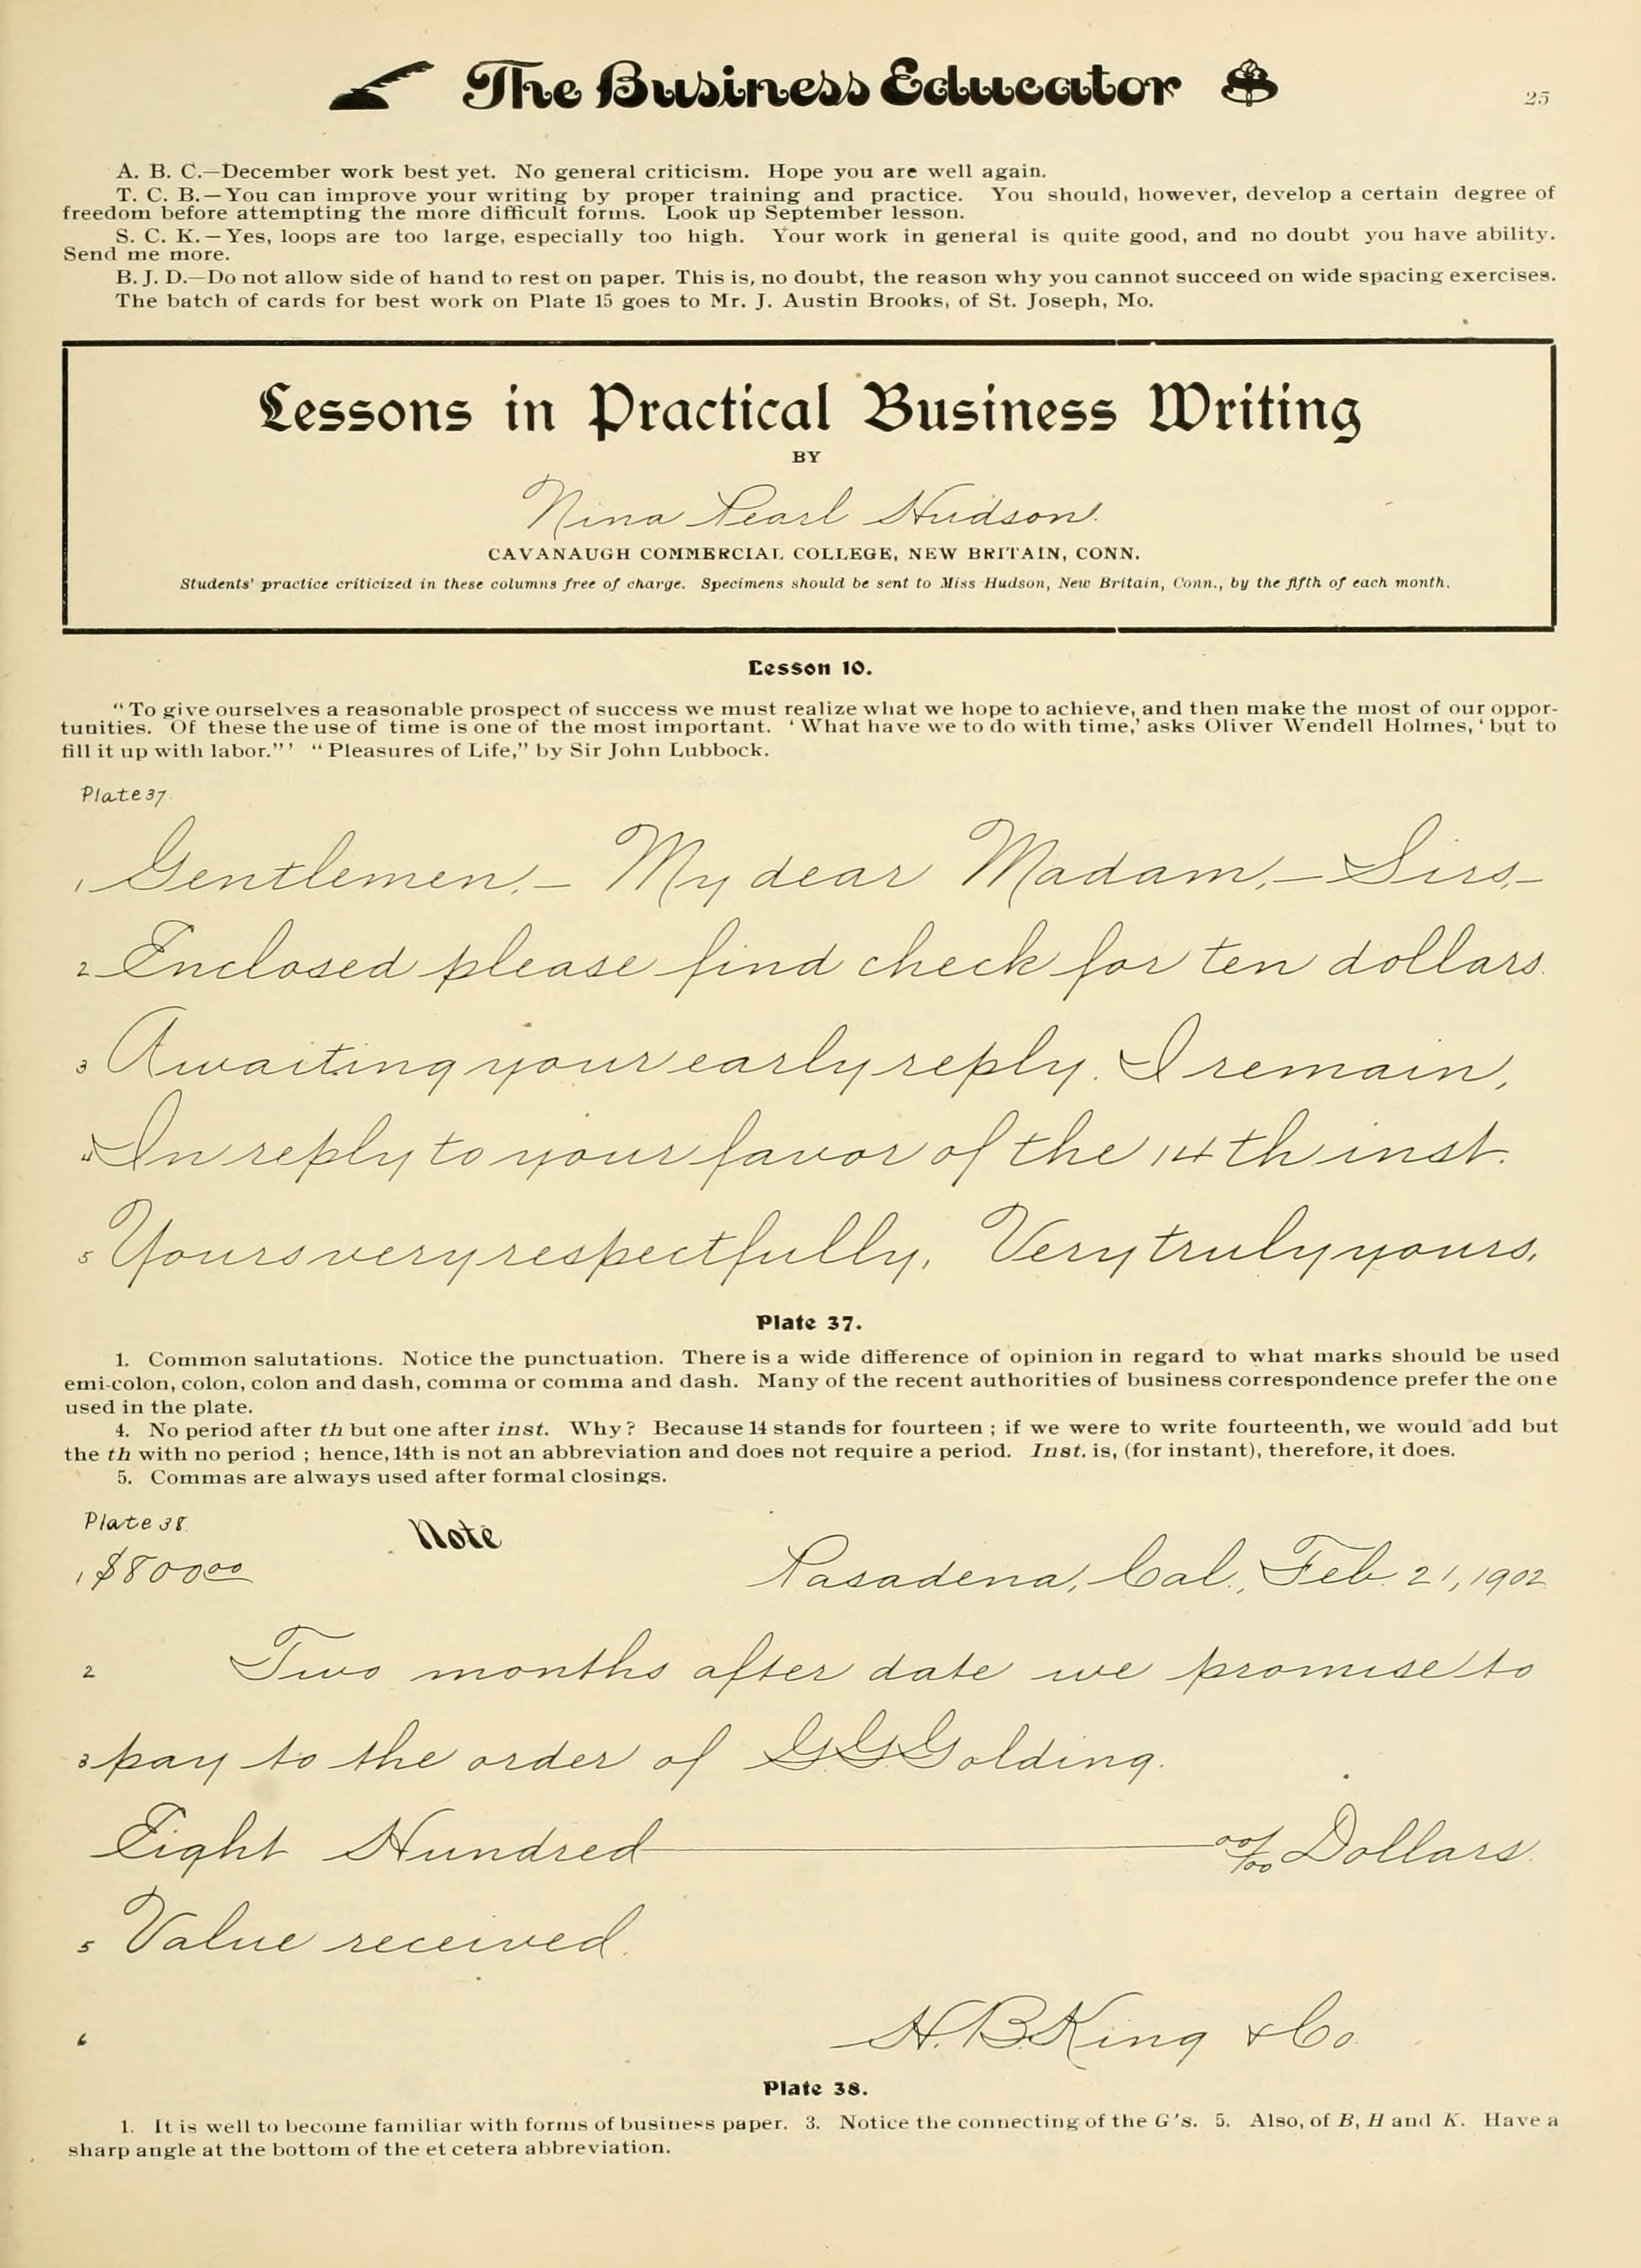 The Business Educator
25
A. B. C.—December work best yet. No general criticism. Hope you are well again.
T. C. B.—You can improve your writing by proper training and practice. You should, however, develop a certain degree of
freedom before attempting the more difficult forms. Look up September lesson.
S. C. K.—Yes, loops are too large, especially too high. Your work in general is quite good, and no doubt you have ability.
Send me more.
B. J. D.—Do not allow side of hand to rest on paper. This is, no doubt, the reason why you cannot succeed on wide spacing exercises.
The batch of cards for best work on Plate 15 goes to Mr. J. Austin Brooks, of St. Joseph, Mo.
Lessons in Practical Business Writing
BY
Nina Pearl Hudson.
CAVANAUGH COMMERCIAL COLLEGE, NEW BRITAIN, CONN.
Students' practice criticized in these columns free of charge. Specimens should be sent to Miss Hudson, New Britain, Conn., by the fifth of each month.
Lesson 10.
"To give ourselves a reasonable prospect of success we must realize what we hope to achieve, and then make the most of our oppor-
tunities. Of these the use of time is one of the most important. 'What have we to do with time,' asks Oliver Wendell Holmes, 'but to
fill it up with labor."' "Pleasures of Life," by Sir John Lubbock.
Plate 37.
1 Gentlemen,— My dear Madam,— Sirs,—
2 Enclosed please find check for ten dollars.
3 Awaiting your early reply. I remain,
4 In reply to your favor of the 14th inst.
5 Yours very respectfully, Very truly yours,
Plate 37.
1. Common salutations. Notice the punctuation. There is a wide difference of opinion in regard to what marks should be used
emi-colon, colon, colon and dash, comma or comma and dash. Many of the recent authorities of business correspondence prefer the one
used in the plate.
4. No period after th but one after inst. Why? Because 14 stands for fourteen; if we were to write fourteenth, we would add but
the th with no period; hence, 14th is not an abbreviation and does not require a period. Inst. is, (for instant), therefore, it does.
5. Commas are always used after formal closings.
Plate 38.
Note
1 $800 00 Pasadena, Cal., Feb. 21, 1902
2 Two months after date we promise to
3 pay to the order of G.G.Golding.
Eight Hundred 00/100 Dollars.
5 Value received.
6 H.B.King & Co.
Plate 38.
1. It is well to become familiar with forms of business paper. 3. Notice the connecting of the G's. 5. Also, of B, H and K. Have a
sharp angle at the bottom of the et cetera abbreviation.